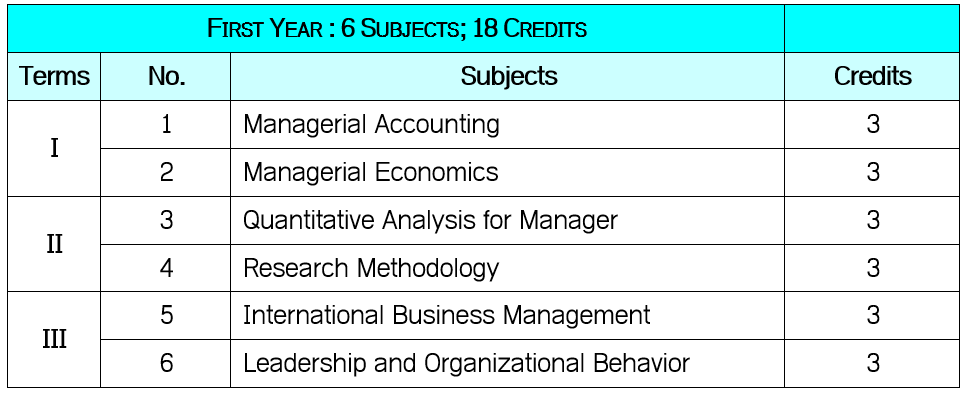 First Year : 6 Subjects; 18 Credits
Terms No. Subjects Credits
I
1 Managerial Accounting 3
2 Managerial Economics 3
II
3 Quantitative Analysis for Manager 3
4 Research Methodology 3
III
5 International Business Management 3
6 Leadership and Organizational Behavior 3